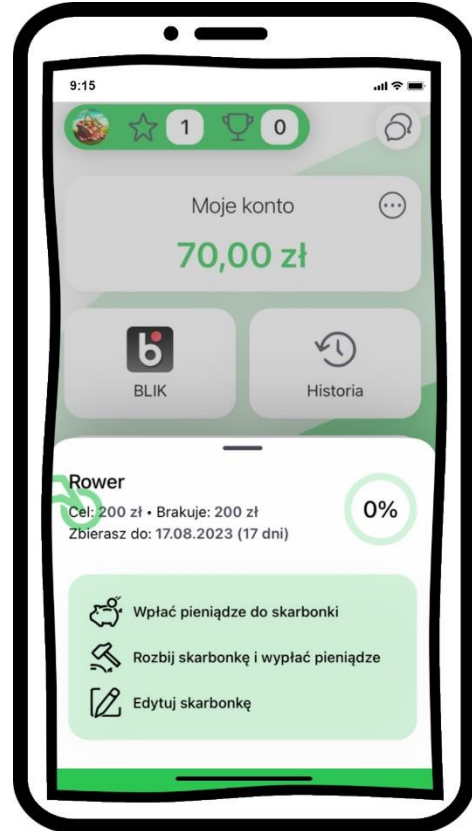 9:15
1 0
Moje konto
70,00 zł
BLIK Historia
Rower
Cel: 200 zł • Brakuje: 200 zł
Zbierasz do: 17.08.2023 (17 dni)
0%
Wpłać pieniądze do skarbonki
Rozbij skarbonkę i wypłać pieniądze
Edytuj skarbonkę